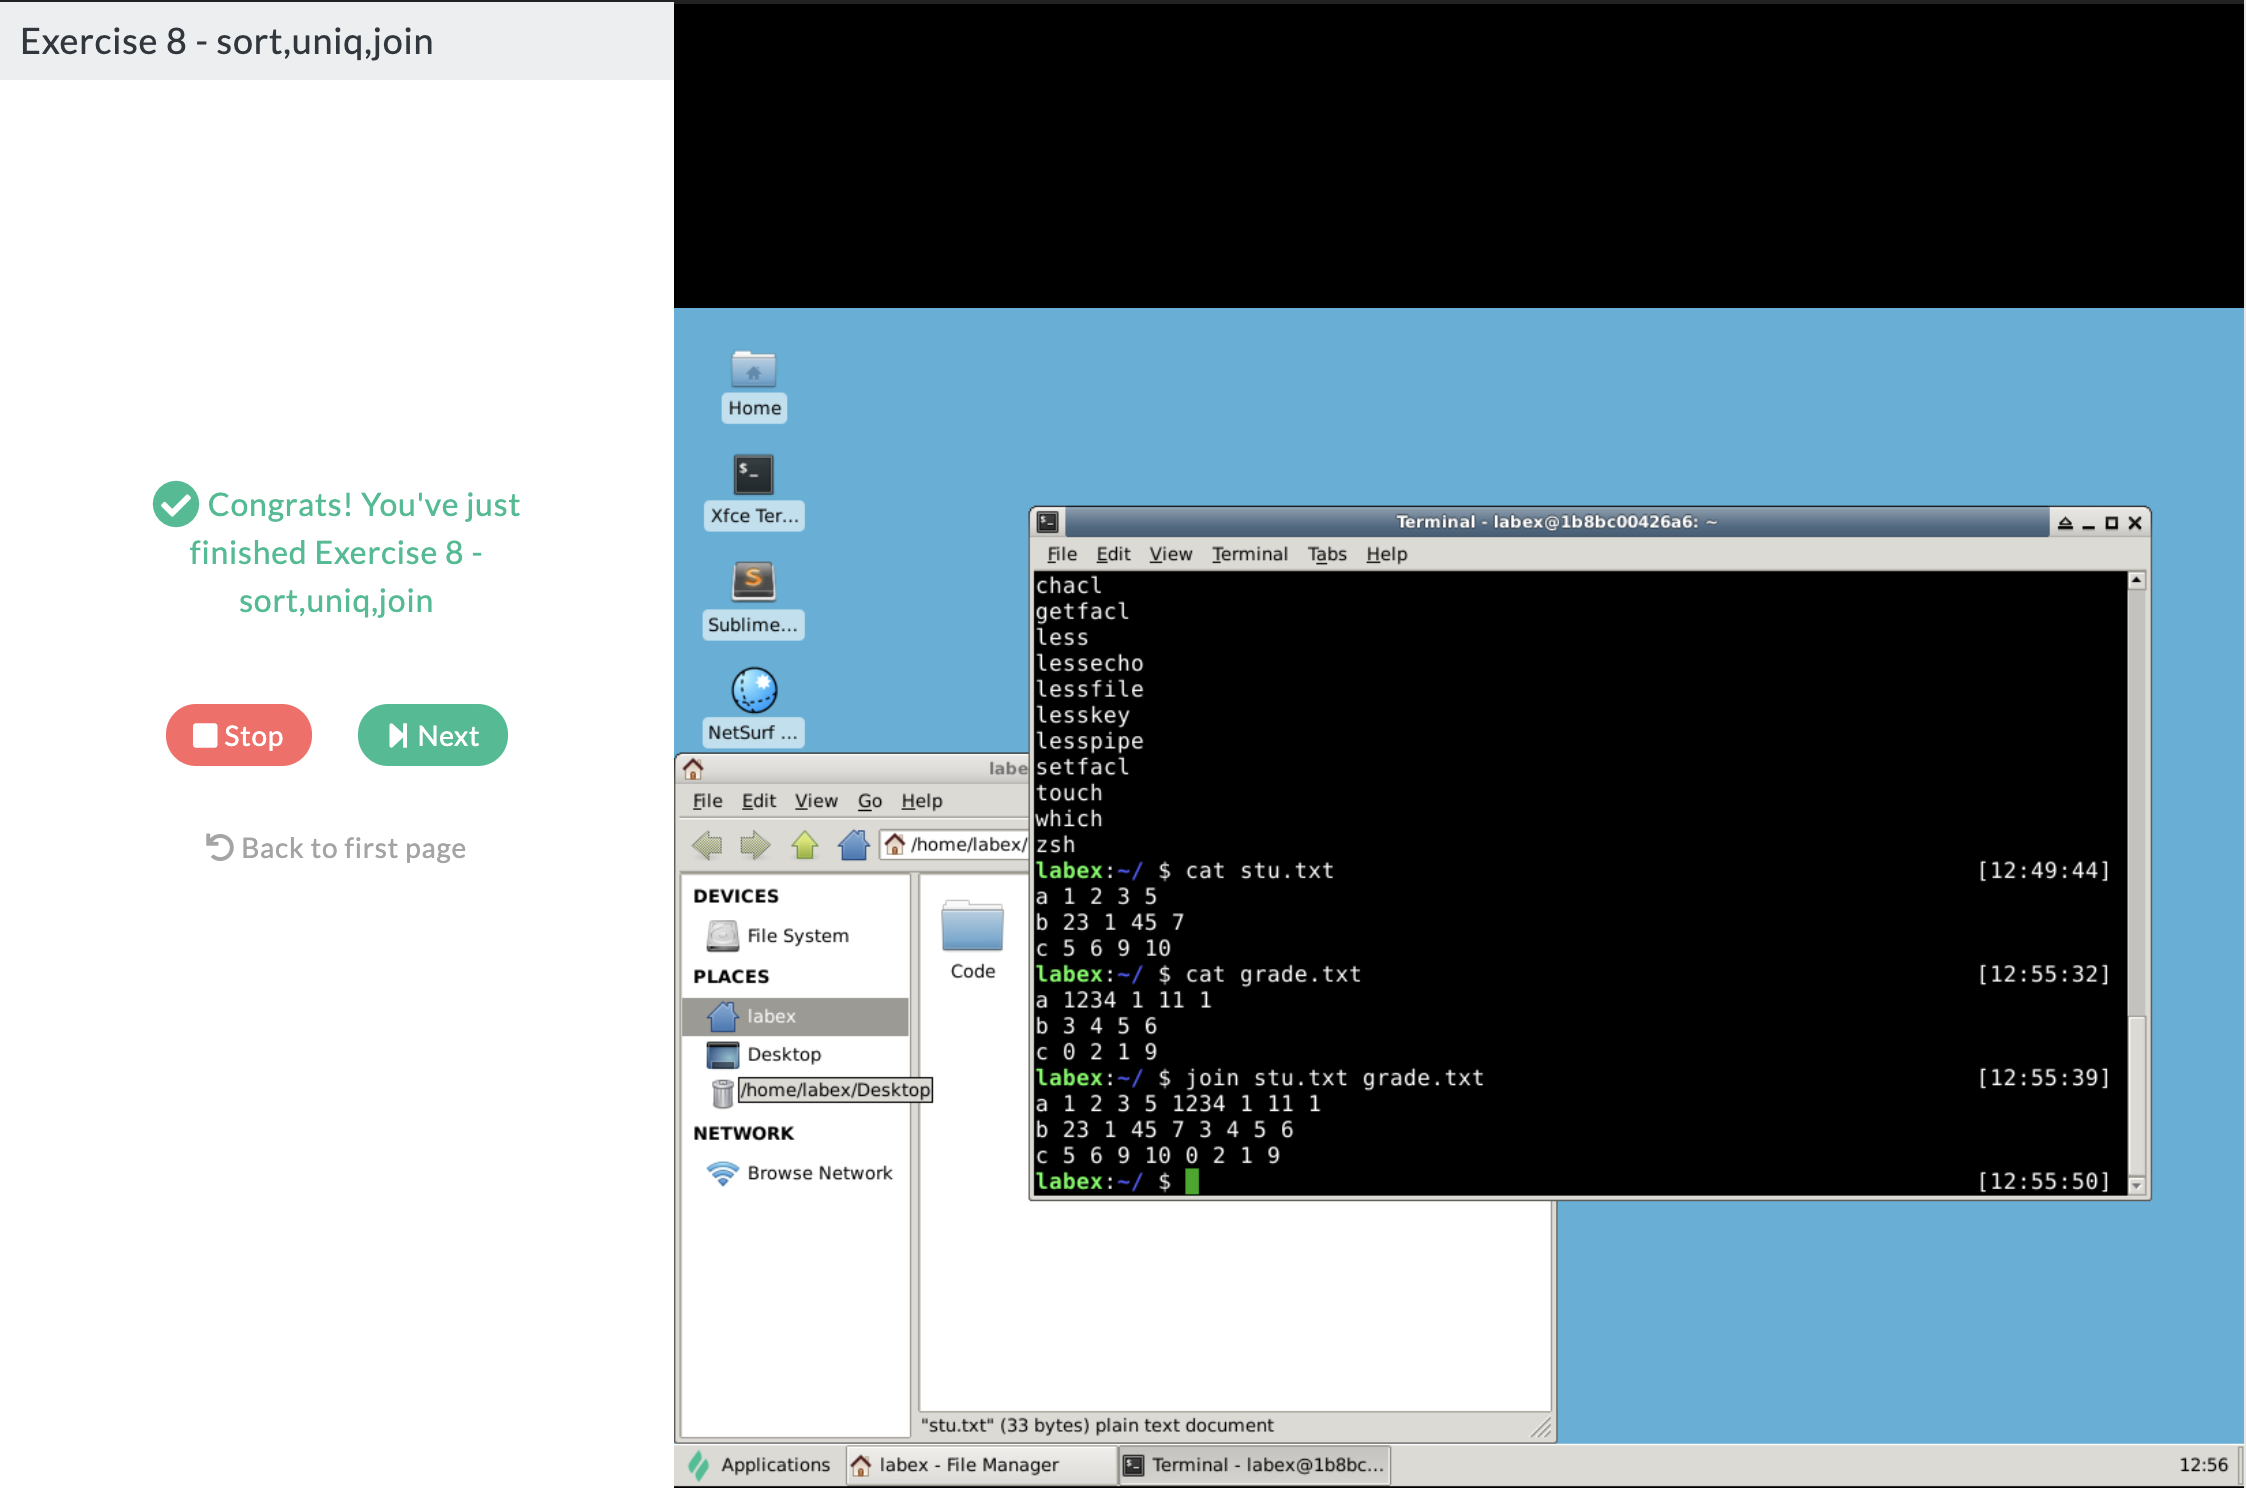 Exercise 8 - sort,uniq,join
Congrats! You've just
finished Exercise 8 -
sort,uniq,join
Stop
Next
Back to first page
Home
Xfce Ter...
Sublime...
NetSurf ...
labe
File Edit View Go Help
/home/labex/
DEVICES
File System
PLACES
labex
Desktop
/home/labex/Desktop
NETWORK
Browse Network
Code
"stu.txt" (33 bytes) plain text document
Terminal - labex@1b8bc00426a6: ~
File Edit View Terminal Tabs Help
chacl
getfacl
less
lessecho
lessfile
lesskey
lesspipe
setfacl
touch
which
zsh
labex:~/ $ cat stu.txt [12:49:44]
a 1 2 3 5
b 23 1 45 7
c 5 6 9 10
labex:~/ $ cat grade.txt [12:55:32]
a 1234 1 11 1
b 3 4 5 6
c 0 2 1 9
labex:~/ $ join stu.txt grade.txt [12:55:39]
a 1 2 3 5 1234 1 11 1
b 23 1 45 7 3 4 5 6
c 5 6 9 10 0 2 1 9
labex:~/ $ [12:55:50]
Applications
labex - File Manager
Terminal - labex@1b8bc...
12:56